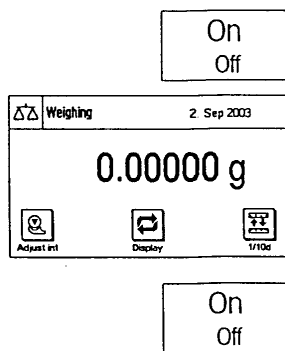 On
Off
Weighing 2. Sep 2003
0.00000 g
Adjust int Display 1/10d
On
Off